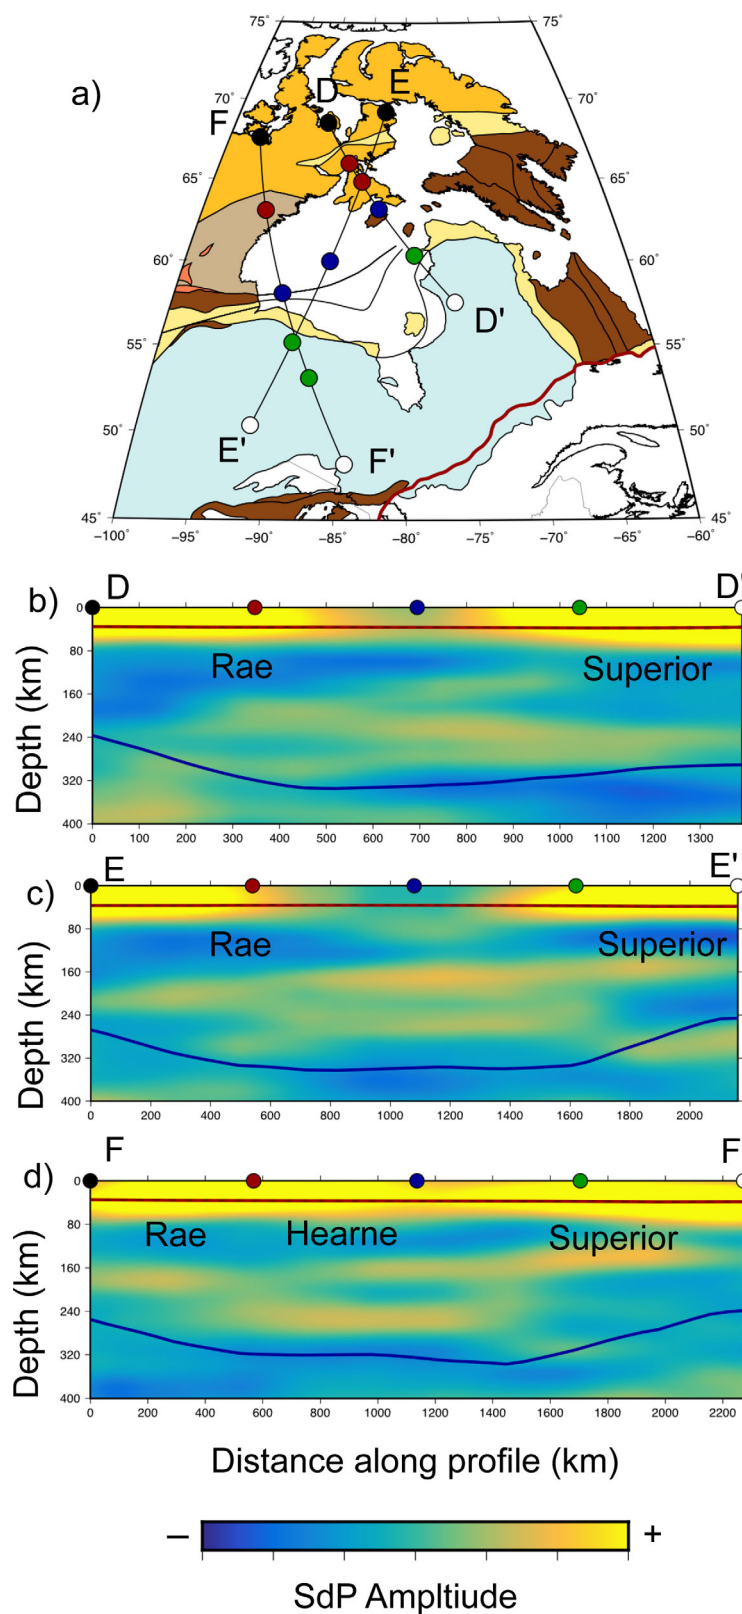 75° 75°
a)
70° 70°
F D E
65° 65°
60° 60°
D'
55° 55°
50° 50°
E' F'
45° 45°
−100° −95° −90° −85° −80° −75° −70° −65° −60°
b) D D'
0
80
160
240
320
400
Depth (km)
Rae Superior
0 100 200 300 400 500 600 700 800 900 1000 1100 1200 1300
c) E E'
0
80
160
240
320
400
Depth (km)
Rae Superior
0 200 400 600 800 1000 1200 1400 1600 1800 2000
d) F F
0
80
160
240
320
400
Depth (km)
Rae Hearne Superior
0 200 400 600 800 1000 1200 1400 1600 1800 2000 2200
Distance along profile (km)
− +
SdP Ampltiude